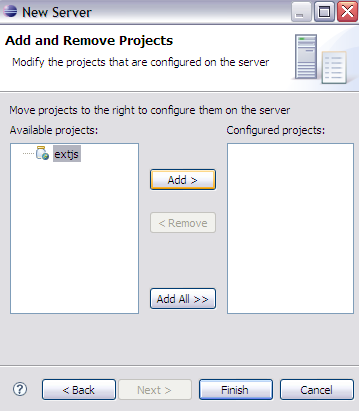 New Server
Add and Remove Projects
Modify the projects that are configured on the server
Move projects to the right to configure them on the server
Available projects:
Configured projects:
extjs
Add >
< Remove
Add All >>
?
< Back
Next >
Finish
Cancel